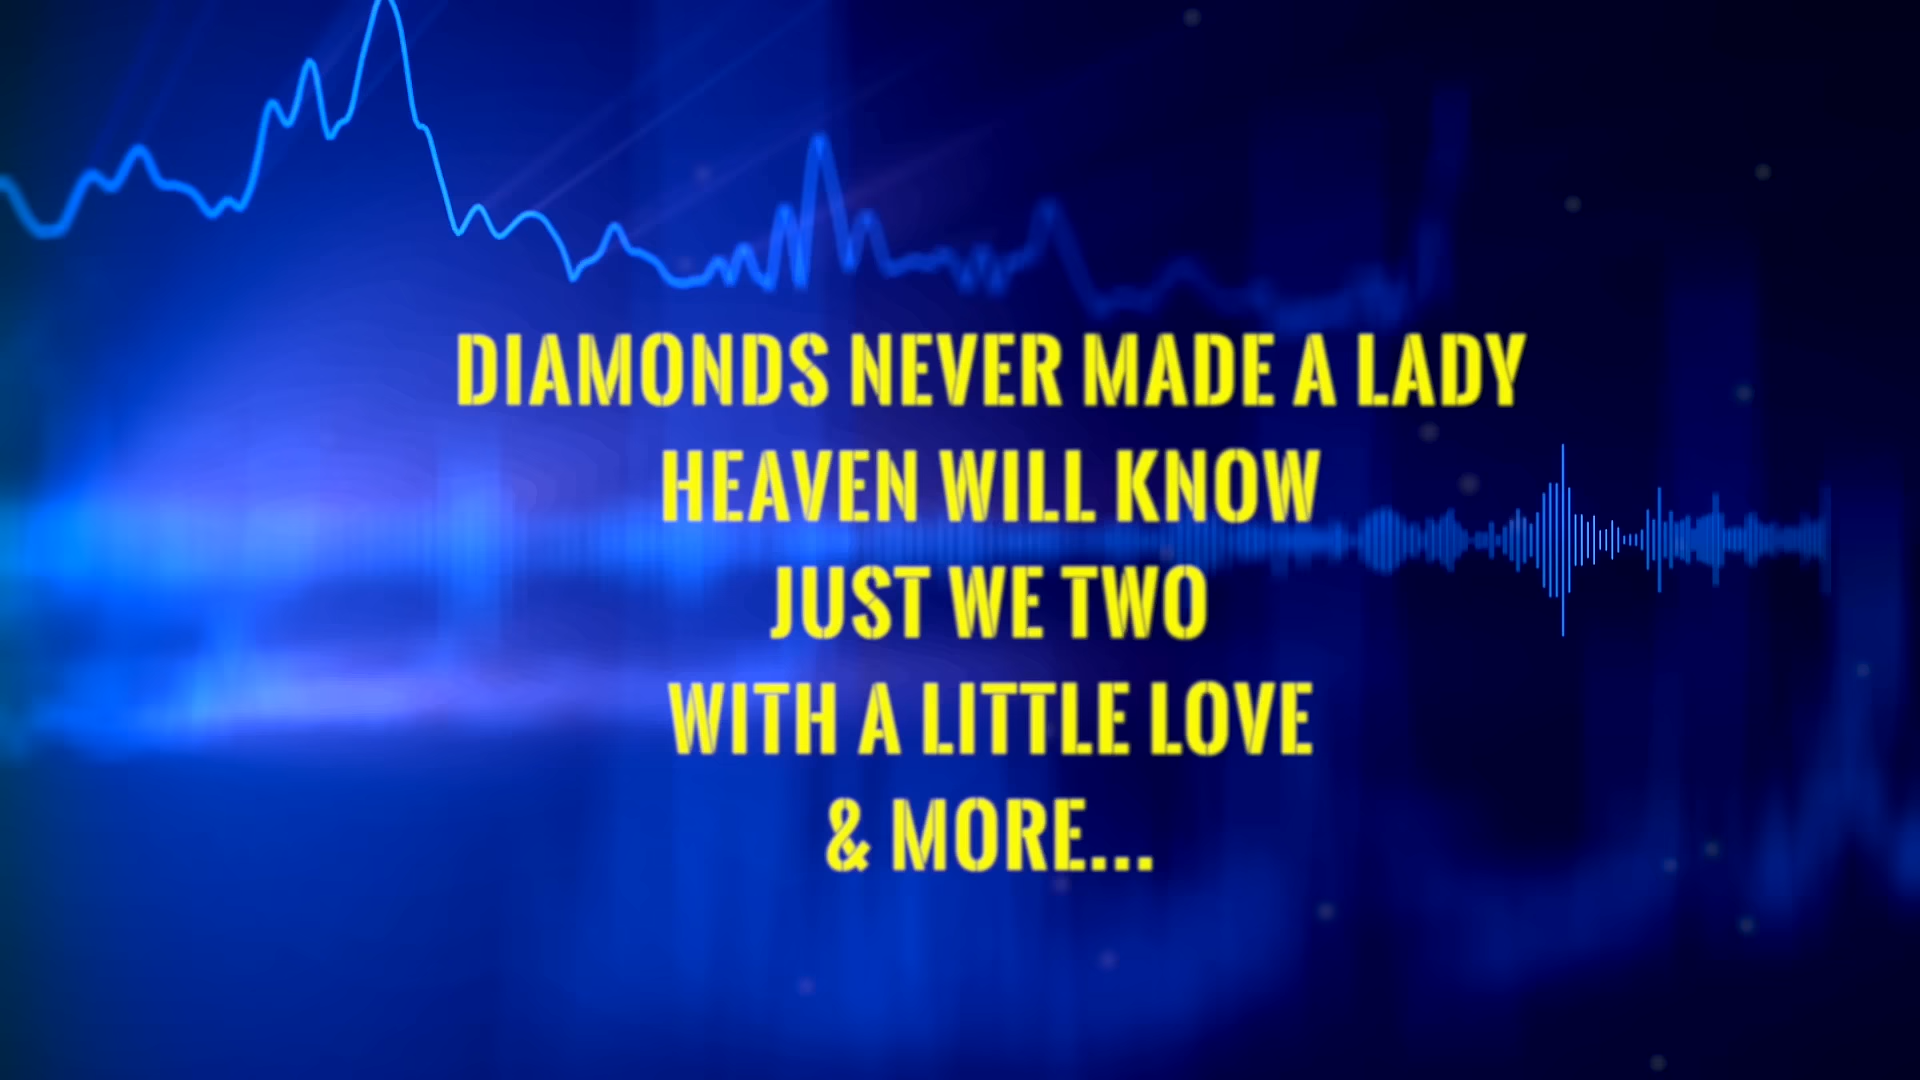 DIAMONDS NEVER MADE A LADY
HEAVEN WILL KNOW
JUST WE TWO
WITH A LITTLE LOVE
& MORE...